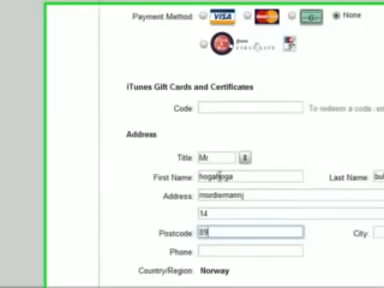 Payment Method: VISA None
iTunes Gift Cards and Certificates
Code: To redeem a code
Address
Title: Mr.
First Name: Last Name:
Address: mordiemannj
14
Postcode: 89 City:
Phone:
Country/Region: Norway